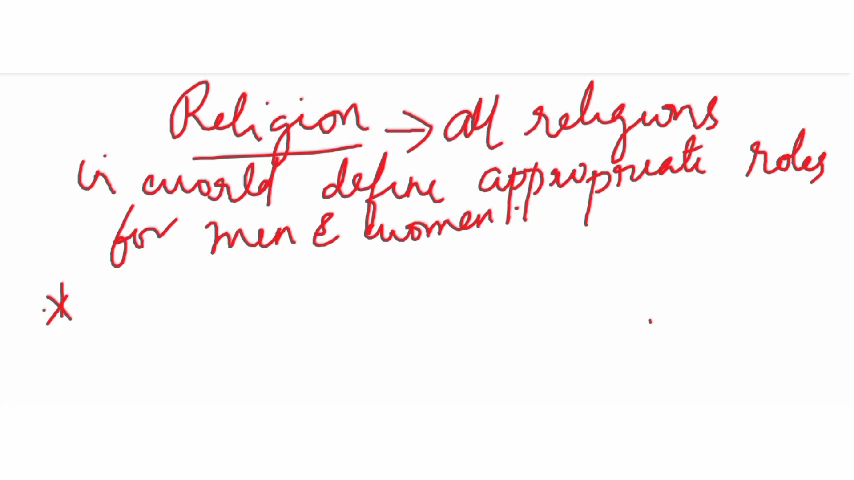 Religion → all religions
in world define appropriate roles
for men & women!.
*